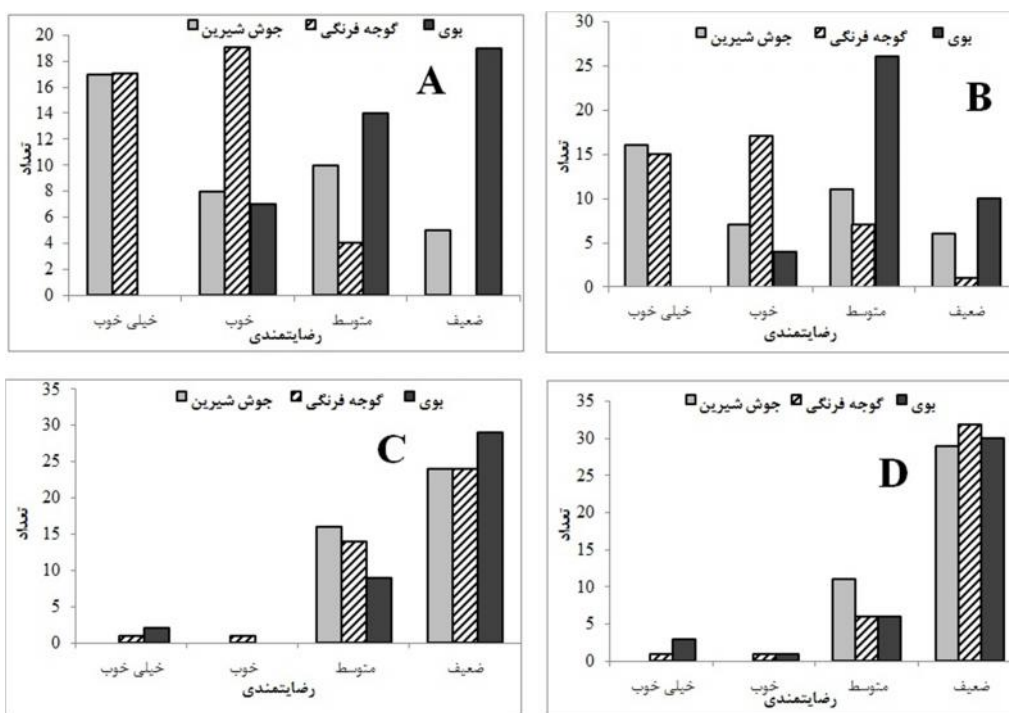 جوش شیرین گوجه فرنگی بوی
A
تعداد
20
18
16
14
12
10
8
6
4
2
0
خیلی خوب خوب متوسط ضعیف
رضایتمندی
جوش شیرین گوجه فرنگی بوی
B
تعداد
30
25
20
15
10
5
0
خیلی خوب خوب متوسط ضعیف
رضایتمندی
جوش شیرین گوجه فرنگی بوی
C
تعداد
35
30
25
20
15
10
5
0
خیلی خوب خوب متوسط ضعیف
رضایتمندی
جوش شیرین گوجه فرنگی بوی
D
تعداد
35
30
25
20
15
10
5
0
خیلی خوب خوب متوسط ضعیف
رضایتمندی